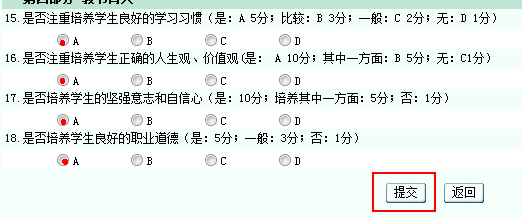 15.是否注重培养学生良好的学习习惯（是: A 5分; 比较: B 3分; 一般: C 2分; 无: D 1分）
A B C D
16.是否注重培养学生正确的人生观、价值观(是: A 10分; 其中一方面: B 5分; 无: C1分)
A B C D
17.是否培养学生的坚强意志和自信心（是: 10分; 培养其中一方面: 5分; 否: 1分）
A B C D
18.是否培养学生良好的职业道德（是: 5分; 一般: 3分; 否: 1分）
A B C D
提交 返回